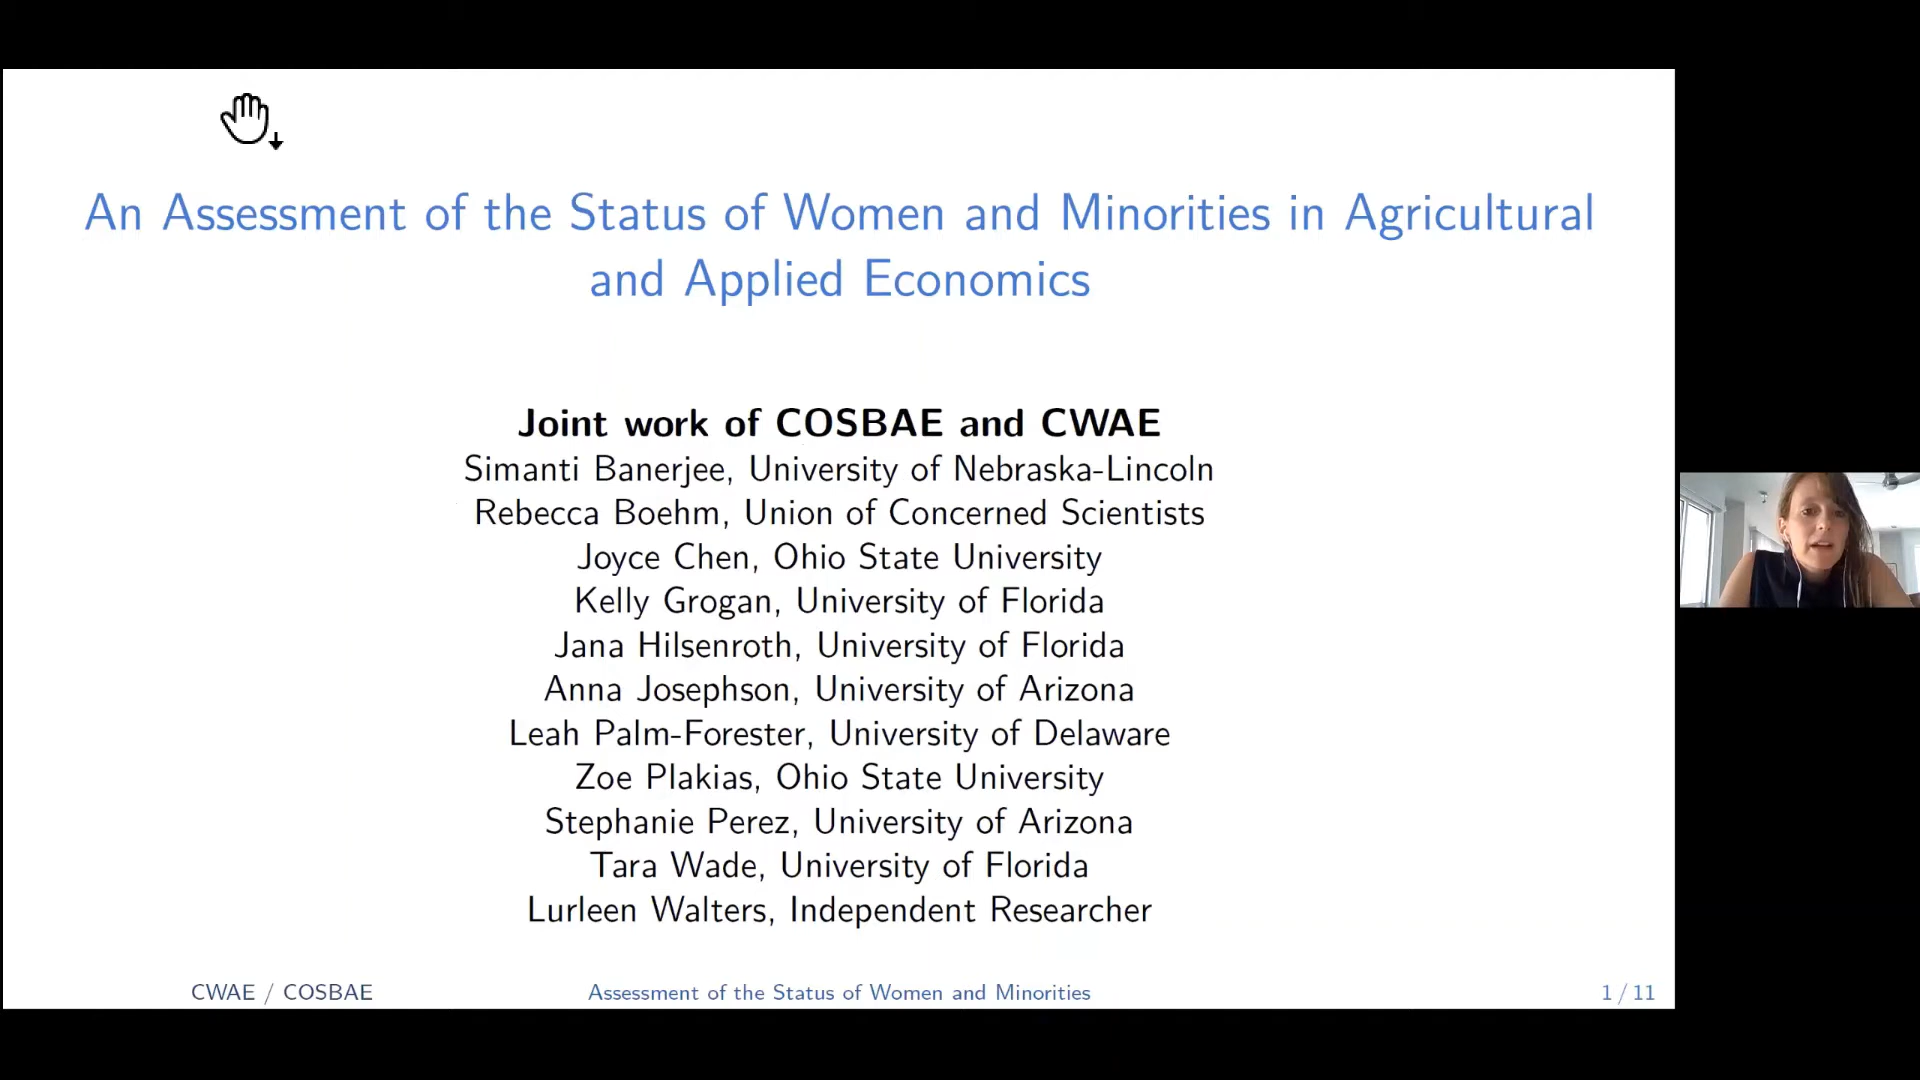 An Assessment of the Status of Women and Minorities in Agricultural
and Applied Economics
Joint work of COSBAE and CWAE
Simanti Banerjee, University of Nebraska-Lincoln
Rebecca Boehm, Union of Concerned Scientists
Joyce Chen, Ohio State University
Kelly Grogan, University of Florida
Jana Hilsenroth, University of Florida
Anna Josephson, University of Arizona
Leah Palm-Forester, University of Delaware
Zoe Plakias, Ohio State University
Stephanie Perez, University of Arizona
Tara Wade, University of Florida
Lurleen Walters, Independent Researcher
CWAE / COSBAE
Assessment of the Status of Women and Minorities
1 / 11